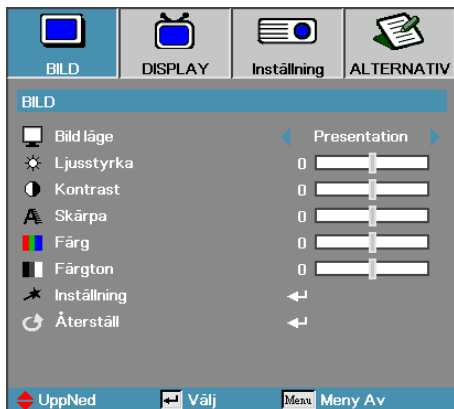 BILD DISPLAY Inställning ALTERNATIV
BILD
Bild läge Presentation
Ljusstyrka 0
Kontrast 0
Skärpa 0
Färg 0
Färgton 0
Inställning
Återställ
UppNed Välj Menu Meny Av